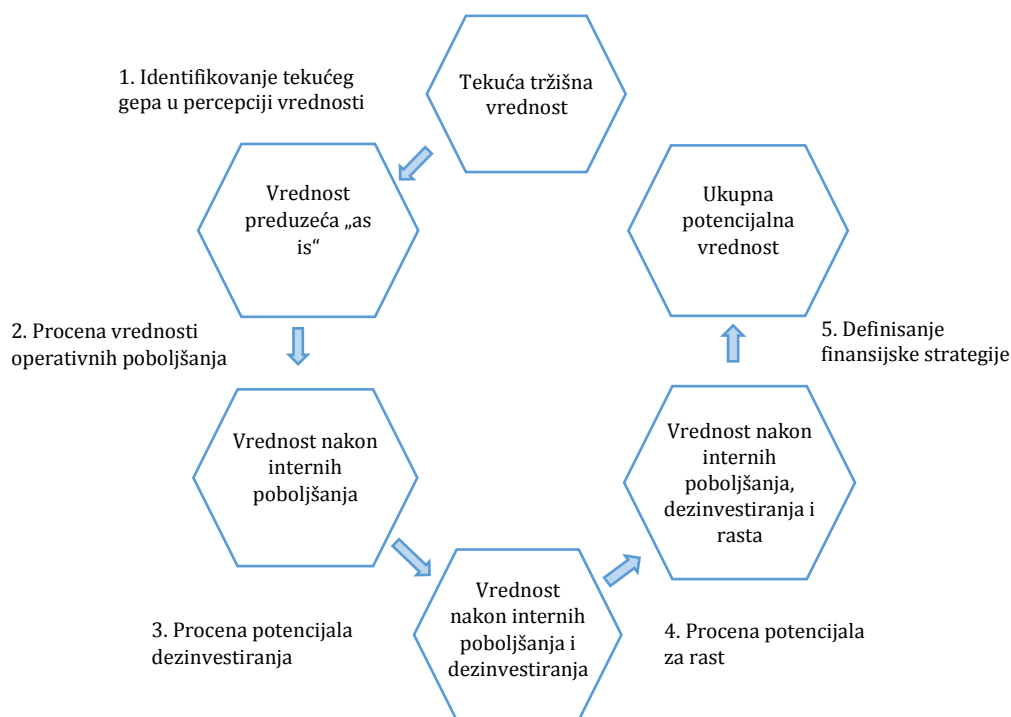 Tekuća tržišna
vrednost
1. Identifikovanje tekućeg
gepa u percepciji vrednosti
Vrednost
preduzeća „as
is“
2. Procena vrednosti
operativnih poboljšanja
Vrednost nakon
internih
poboljšanja
3. Procena potencijala
dezinvestiranja
Vrednost
nakon internih
poboljšanja i
dezinvestiranja
4. Procena potencijala
za rast
Vrednost nakon
internih
poboljšanja,
dezinvestiranja i
rasta
5. Definisanje
finansijske strategije
Ukupna
potencijalna
vrednost